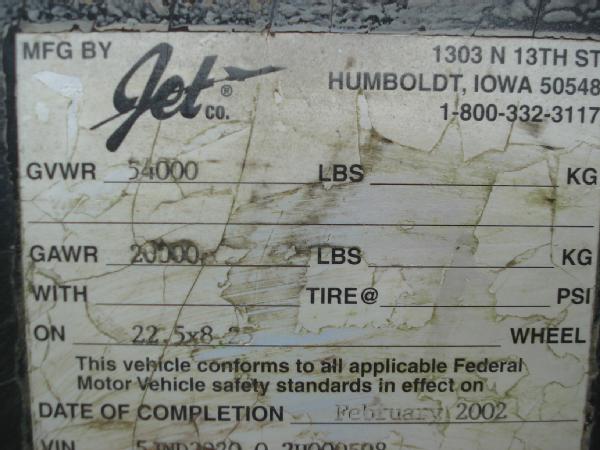 MFG BY Jet CO.® 1303 N 13TH ST
HUMBOLDT, IOWA 50548
1-800-332-3117
GVWR 54000 LBS KG
GAWR 20000 LBS KG
WITH TIRE@ PSI
ON 22.5x8.25 WHEEL
This vehicle conforms to all applicable Federal
Motor Vehicle safety standards in effect on
DATE OF COMPLETION February 2002
VIN